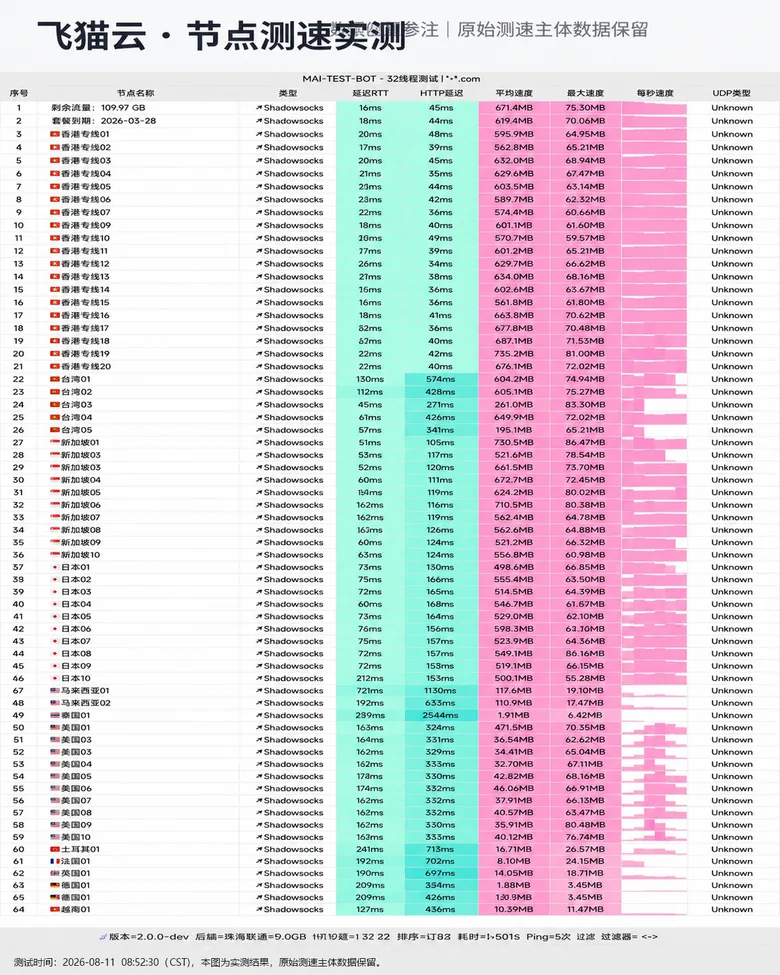 飞猫云 · 节点测速实测
参注｜原始测速主体数据保留
MAI-TEST-BOT - 32线程测试 | *-*.com
序号 节点名称 类型 延迟RTT HTTP延迟 平均速度 最大速度 每秒速度 UDP类型
1 剩余流量：109.97 GB Shadowsocks 16ms 45ms 671.4MB 75.30MB Unknown
2 套餐到期：2026-03-28 Shadowsocks 18ms 44ms 619.4MB 70.06MB Unknown
3 香港专线01 Shadowsocks 20ms 48ms 595.9MB 64.95MB Unknown
4 香港专线02 Shadowsocks 17ms 39ms 562.8MB 65.21MB Unknown
5 香港专线03 Shadowsocks 20ms 45ms 632.0MB 68.94MB Unknown
6 香港专线04 Shadowsocks 21ms 35ms 629.6MB 67.47MB Unknown
7 香港专线05 Shadowsocks 23ms 44ms 603.5MB 63.14MB Unknown
8 香港专线06 Shadowsocks 23ms 42ms 589.7MB 62.32MB Unknown
9 香港专线07 Shadowsocks 22ms 36ms 574.4MB 60.66MB Unknown
10 香港专线09 Shadowsocks 18ms 40ms 601.1MB 61.60MB Unknown
11 香港专线10 Shadowsocks 49ms 570.7MB 59.57MB Unknown
12 香港专线11 Shadowsocks 39ms 601.2MB 65.21MB Unknown
13 香港专线12 Shadowsocks 26ms 34ms 629.7MB 66.62MB Unknown
14 香港专线13 Shadowsocks 21ms 38ms 634.0MB 68.16MB Unknown
15 香港专线14 Shadowsocks 36ms 602.6MB 63.67MB Unknown
16 香港专线15 Shadowsocks 16ms 36ms 561.8MB 61.80MB Unknown
17 香港专线16 Shadowsocks 18ms 41ms 663.8MB 70.62MB Unknown
18 香港专线17 Shadowsocks 36ms 677.8MB 70.48MB Unknown
19 香港专线18 Shadowsocks 40ms 687.1MB 71.53MB Unknown
20 香港专线19 Shadowsocks 22ms 42ms 735.2MB 81.00MB Unknown
21 香港专线20 Shadowsocks 22ms 40ms 676.1MB 72.02MB Unknown
22 台湾01 Shadowsocks 130ms 574ms 604.2MB 74.94MB Unknown
23 台湾02 Shadowsocks 112ms 428ms 605.1MB 75.27MB Unknown
24 台湾03 Shadowsocks 45ms 271ms 261.0MB 83.30MB Unknown
25 台湾04 Shadowsocks 61ms 426ms 649.9MB 72.02MB Unknown
26 台湾05 Shadowsocks 57ms 341ms 195.1MB 65.21MB Unknown
27 新加坡01 Shadowsocks 51ms 105ms 730.5MB 86.47MB Unknown
28 新加坡03 Shadowsocks 53ms 117ms 521.6MB 78.54MB Unknown
29 新加坡03 Shadowsocks 52ms 120ms 661.5MB 73.70MB Unknown
30 新加坡04 Shadowsocks 60ms 111ms 672.7MB 72.45MB Unknown
31 新加坡05 Shadowsocks 119ms 624.2MB 80.02MB Unknown
32 新加坡06 Shadowsocks 162ms 116ms 710.5MB 80.38MB Unknown
33 新加坡07 Shadowsocks 162ms 119ms 562.4MB 64.78MB Unknown
34 新加坡08 Shadowsocks 126ms 562.6MB 64.88MB Unknown
35 新加坡09 Shadowsocks 60ms 124ms 521.2MB 66.32MB Unknown
36 新加坡10 Shadowsocks 63ms 124ms 556.8MB 60.98MB Unknown
37 日本01 Shadowsocks 73ms 130ms 498.6MB 66.85MB Unknown
38 日本02 Shadowsocks 75ms 166ms 555.4MB 63.50MB Unknown
39 日本03 Shadowsocks 72ms 165ms 514.5MB 64.39MB Unknown
40 日本04 Shadowsocks 60ms 168ms 546.7MB 61.67MB Unknown
41 日本05 Shadowsocks 73ms 164ms 529.0MB 62.10MB Unknown
42 日本06 Shadowsocks 76ms 156ms 598.3MB 63.10MB Unknown
43 日本07 Shadowsocks 75ms 157ms 523.9MB 64.36MB Unknown
44 日本08 Shadowsocks 72ms 157ms 549.1MB 86.16MB Unknown
45 日本09 Shadowsocks 72ms 153ms 519.1MB 66.15MB Unknown
46 日本10 Shadowsocks 212ms 153ms 500.1MB 55.28MB Unknown
67 马来西亚01 Shadowsocks 721ms 1130ms 117.6MB 19.10MB Unknown
48 马来西亚02 Shadowsocks 192ms 633ms 110.9MB 17.47MB Unknown
49 泰国01 Shadowsocks 289ms 2544ms 1.91MB 6.42MB Unknown
50 美国01 Shadowsocks 163ms 324ms 471.5MB 70.35MB Unknown
51 美国03 Shadowsocks 164ms 331ms 36.54MB 62.62MB Unknown
52 美国03 Shadowsocks 162ms 329ms 34.41MB 65.04MB Unknown
53 美国04 Shadowsocks 162ms 333ms 32.70MB 67.11MB Unknown
54 美国05 Shadowsocks 178ms 330ms 42.82MB 68.16MB Unknown
55 美国06 Shadowsocks 174ms 332ms 46.06MB 66.91MB Unknown
56 美国07 Shadowsocks 162ms 332ms 37.91MB 66.13MB Unknown
57 美国08 Shadowsocks 162ms 332ms 40.57MB 63.47MB Unknown
58 美国09 Shadowsocks 162ms 330ms 35.91MB 80.48MB Unknown
59 美国10 Shadowsocks 163ms 333ms 40.12MB 76.74MB Unknown
60 土耳其01 Shadowsocks 241ms 713ms 16.71MB 26.57MB Unknown
61 法国01 Shadowsocks 192ms 702ms 8.10MB 24.15MB Unknown
62 英国01 Shadowsocks 190ms 697ms 14.05MB 18.71MB Unknown
63 德国01 Shadowsocks 209ms 384ms 1.88MB 3.45MB Unknown
65 德国01 Shadowsocks 209ms 426ms 3.45MB Unknown
64 越南01 Shadowsocks 127ms 436ms 10.39MB 11.47MB Unknown
版本=2.0.0-dev 后端=珠海联通=9.0GB 排序=订 耗时= Ping=5次 过滤 过滤器= <->
测试时间：2026-08-11 08:52:30（CST），本图为实测结果，原始测速主体数据保留。